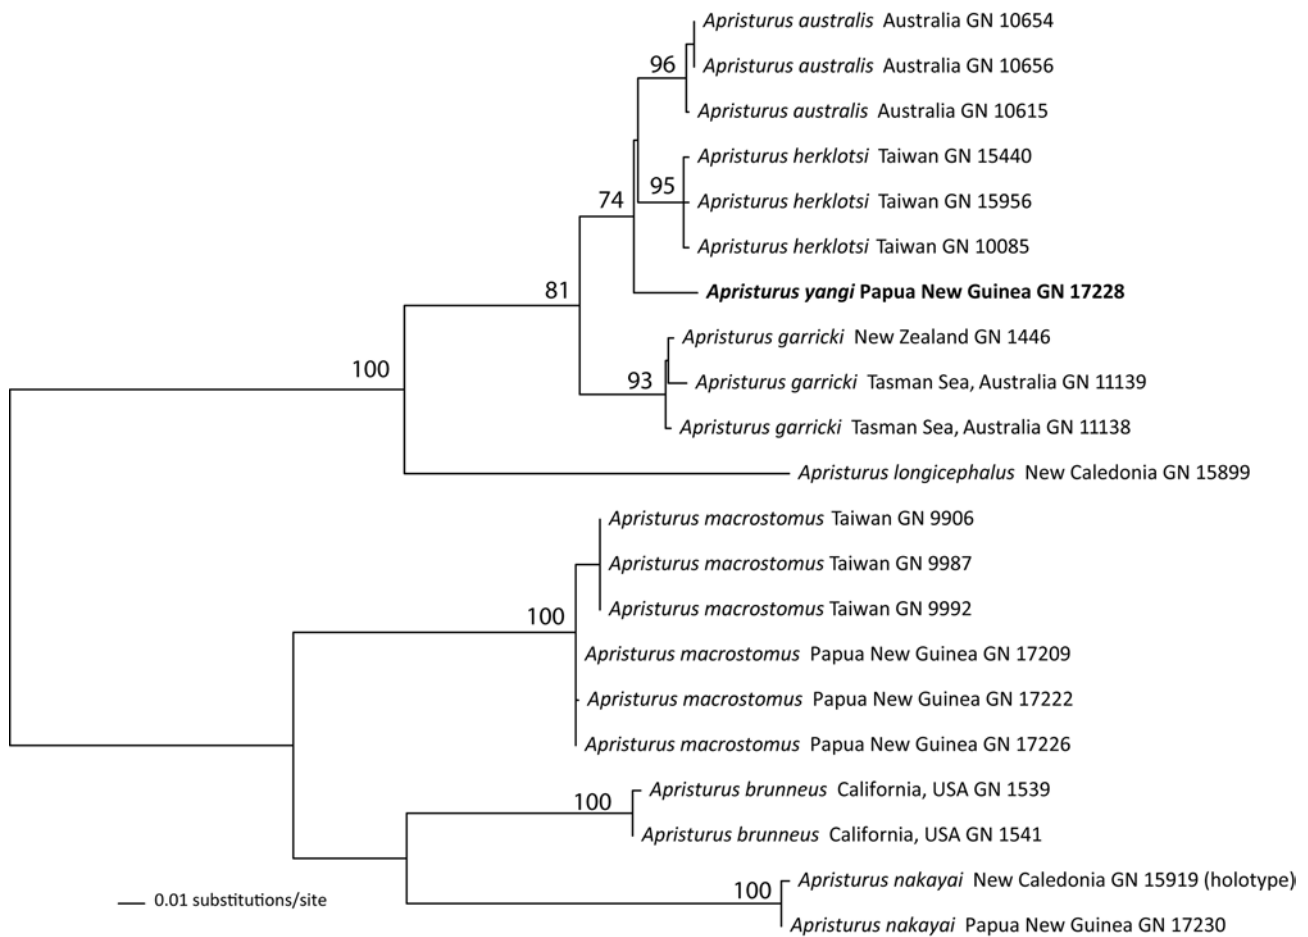 Apristurus australis Australia GN 10654
96
Apristurus australis Australia GN 10656
Apristurus australis Australia GN 10615
Apristurus herklotsi Taiwan GN 15440
95
74
Apristurus herklotsi Taiwan GN 15956
Apristurus herklotsi Taiwan GN 10085
81
Apristurus yangi Papua New Guinea GN 17228
Apristurus garricki New Zealand GN 1446
100
93
Apristurus garricki Tasman Sea, Australia GN 11139
Apristurus garricki Tasman Sea, Australia GN 11138
Apristurus longicephalus New Caledonia GN 15899
Apristurus macrostomus Taiwan GN 9906
Apristurus macrostomus Taiwan GN 9987
Apristurus macrostomus Taiwan GN 9992
100
Apristurus macrostomus Papua New Guinea GN 17209
Apristurus macrostomus Papua New Guinea GN 17222
Apristurus macrostomus Papua New Guinea GN 17226
Apristurus brunneus California, USA GN 1539
100
Apristurus brunneus California, USA GN 1541
Apristurus nakayai New Caledonia GN 15919 (holotype)
100
0.01 substitutions/site
Apristurus nakayai Papua New Guinea GN 17230